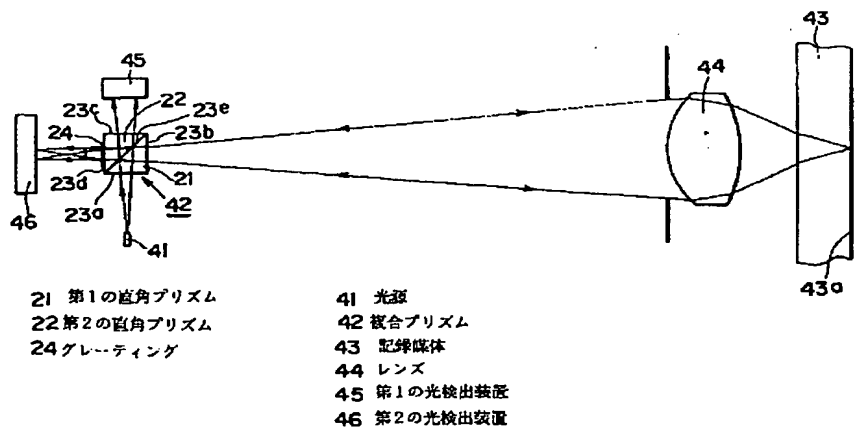 43
45
44
22
23c
23e
24
23b
23d
21
46
23a
42
41
43a
21 第1の直角プリズム
22 第2の直角プリズム
24 グレーティング
41 光源
42 複合プリズム
43 記録媒体
44 レンズ
45 第1の光検出装置
46 第2の光検出装置